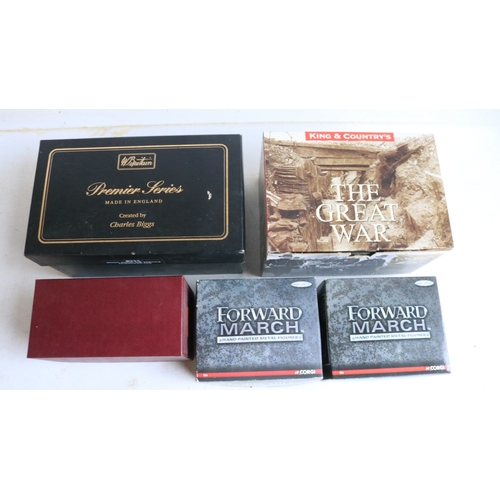 W. Britain
Premier Series
MADE IN ENGLAND
Created by
Charles Biggs
KING & COUNTRY'S
THE
GREAT
WAR
FORWARD
MARCH.
HAND PAINTED METAL FIGURES
CORGI
FORWARD
MARCH.
HAND PAINTED METAL FIGURES
CORGI